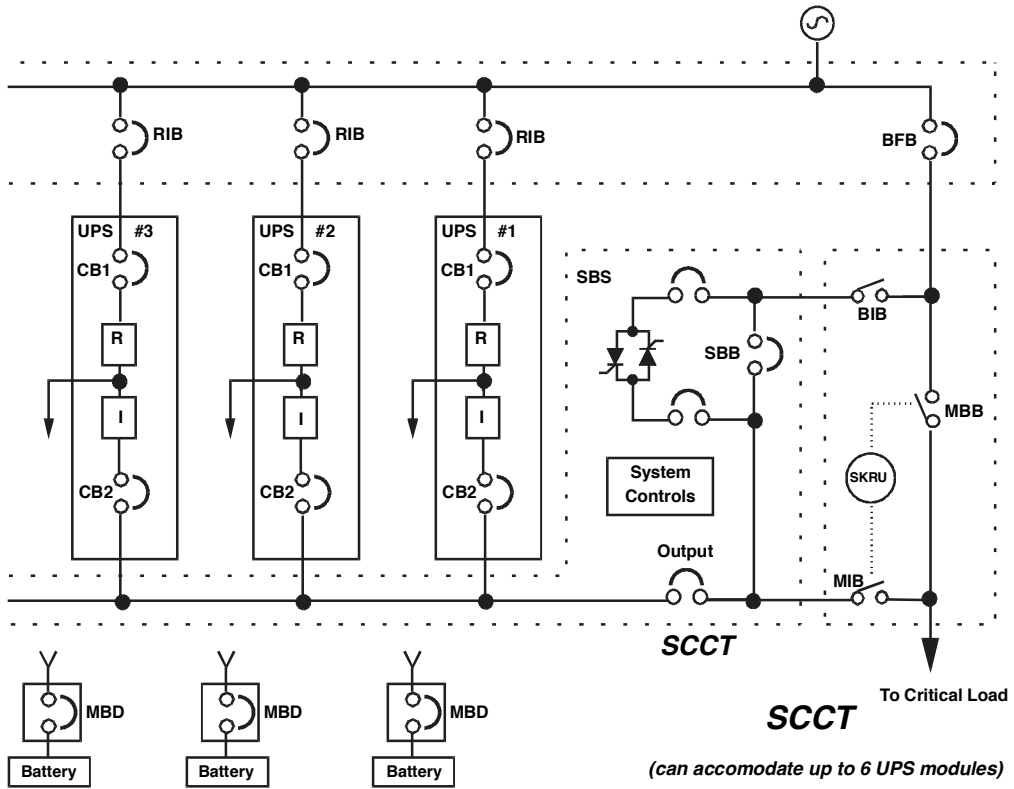 RIB
RIB
RIB
BFB
UPS #3
UPS #2
UPS #1
CB1
CB1
CB1
SBS
BIB
R
R
R
SBB
I
I
I
MBB
System
Controls
SKRU
CB2
CB2
CB2
Output
MIB
SCCT
To Critical Load
MBD
MBD
MBD
SCCT
Battery
Battery
Battery
(can accomodate up to 6 UPS modules)